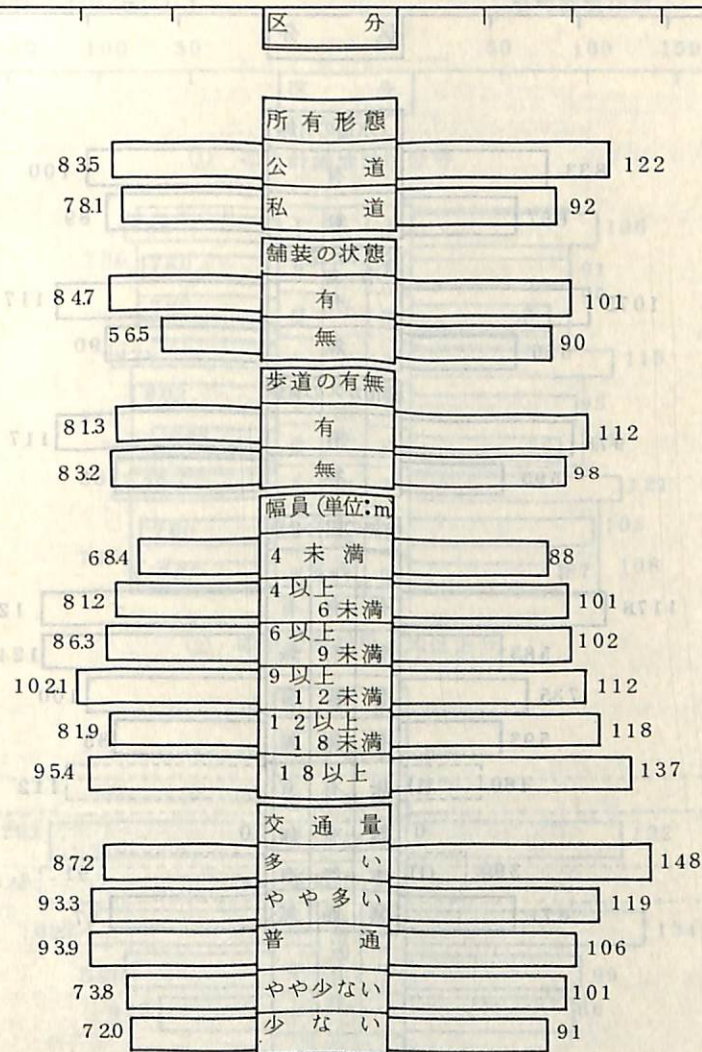 区 分
所有形態
83.5 公 道 122
78.1 私 道 92
舗装の状態
84.7 有 101
56.5 無 90
歩道の有無
81.3 有 112
83.2 無 98
幅員(単位:m
68.4 4 未 満 88
81.2 4以上 6未満 101
86.3 6以上 9未満 102
102.1 9以上 12未満 112
81.9 12以上 18未満 118
95.4 18以上 137
交 通 量
87.2 多 い 148
93.3 やや多い 119
93.9 普 通 106
73.8 やや少ない 101
72.0 少 な い 91